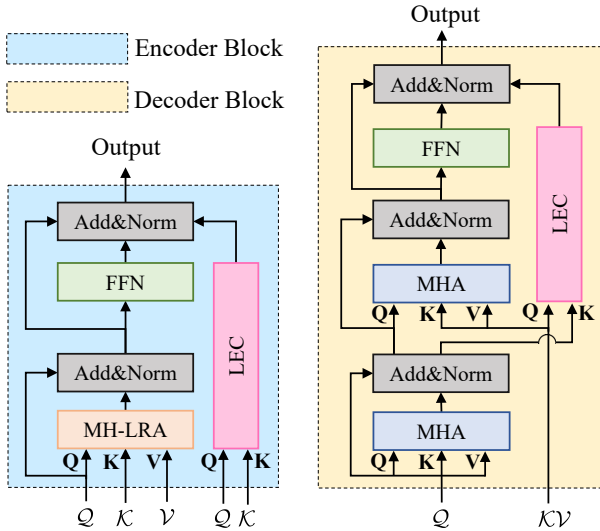 Encoder Block
Decoder Block
Output
Add&Norm
FFN
LEC
Add&Norm
MH-LRA
Q K V Q K
𝒬 𝒦 𝒱 𝒬 𝒦
Output
Add&Norm
FFN
LEC
Add&Norm
MHA
Q K V Q K
Add&Norm
MHA
Q K V
𝒬 𝒦𝒱